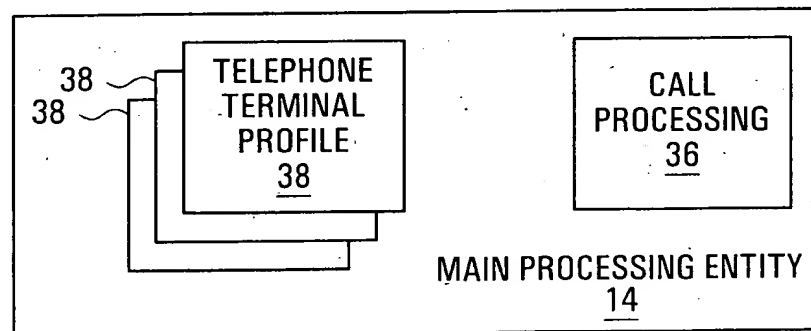 38
38
TELEPHONE
TERMINAL
PROFILE
38
CALL
PROCESSING
36
MAIN PROCESSING ENTITY
14